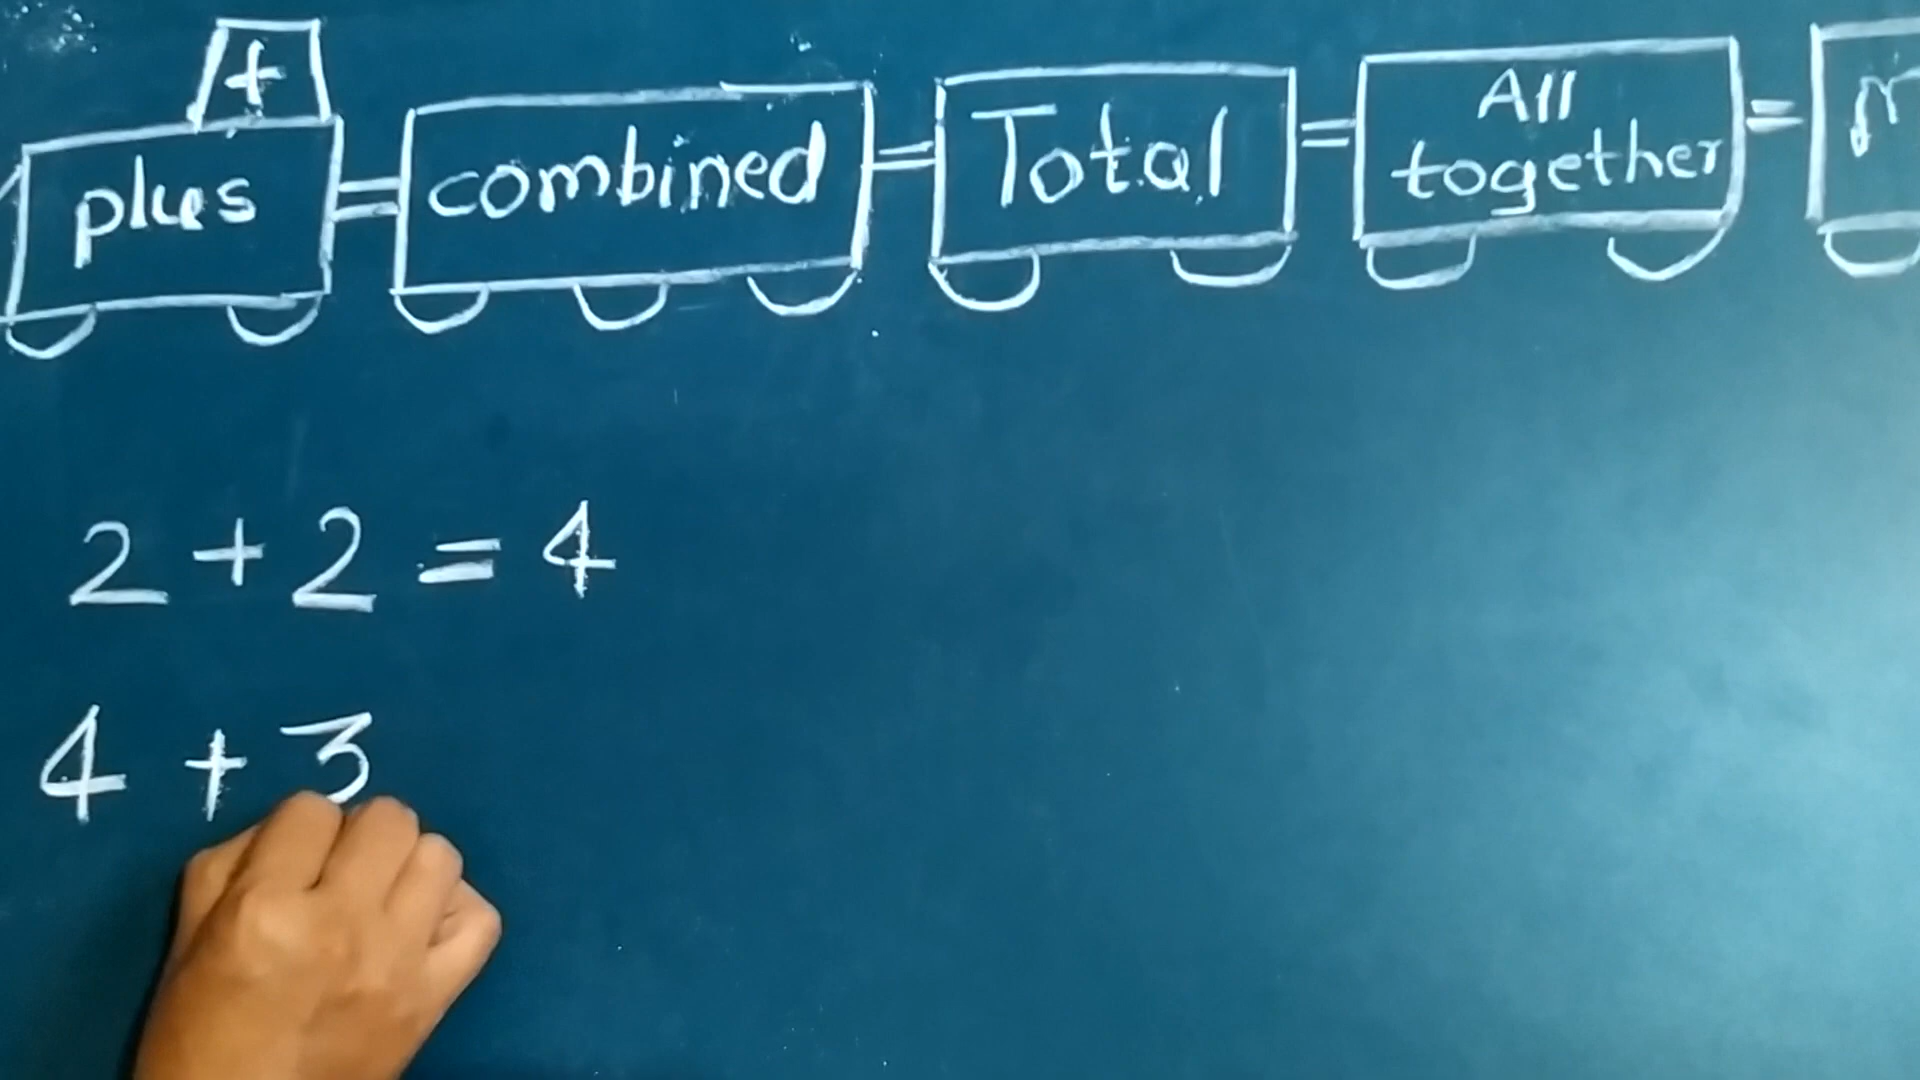 +
plus = combined = Total = All together =
2 + 2 = 4
4 + 3